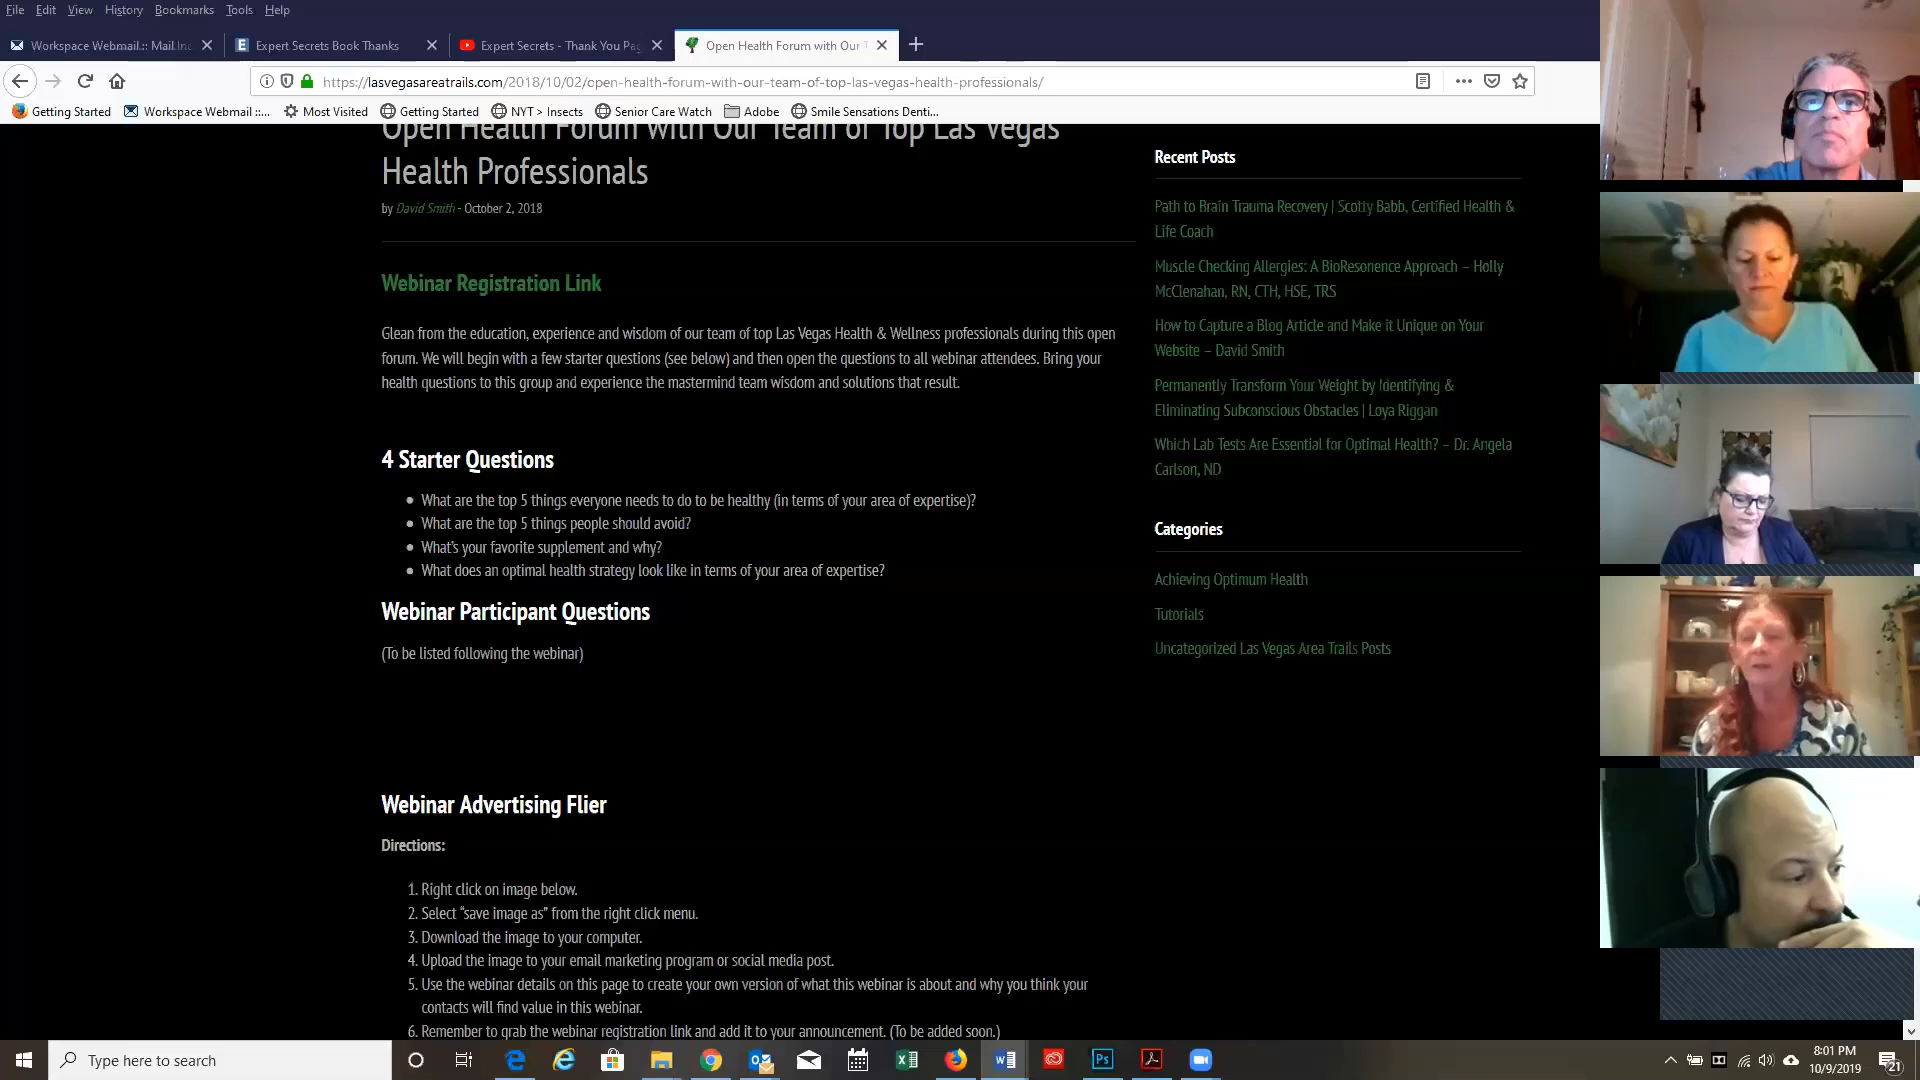 File Edit View History Bookmarks Tools Help
Workspace Webmail :: Mail In
Expert Secrets Book Thanks
Expert Secrets - Thank You Pa
Open Health Forum with Our T
https://lasvegasareatrails.com/2018/10/02/open-health-forum-with-our-team-of-top-las-vegas-health-professionals/
Getting Started Workspace Webmail ::... Most Visited Getting Started NYT > Insects Senior Care Watch Adobe Smile Sensations Denti...
Open Health Forum with Our Team of Top Las Vegas
Health Professionals
by David Smith - October 2, 2018
Webinar Registration Link
Glean from the education, experience and wisdom of our team of top Las Vegas Health & Wellness professionals during this open
forum. We will begin with a few starter questions (see below) and then open the questions to all webinar attendees. Bring your
health questions to this group and experience the mastermind team wisdom and solutions that result.
4 Starter Questions
• What are the top 5 things everyone needs to do to be healthy (in terms of your area of expertise)?
• What are the top 5 things people should avoid?
• What's your favorite supplement and why?
• What does an optimal health strategy look like in terms of your area of expertise?
Webinar Participant Questions
(To be listed following the webinar)
Webinar Advertising Flier
Directions:
1. Right click on image below.
2. Select “save image as” from the right click menu.
3. Download the image to your computer.
4. Upload the image to your email marketing program or social media post.
5. Use the webinar details on this page to create your own version of what this webinar is about and why you think your
contacts will find value in this webinar.
6. Remember to grab the webinar registration link and add it to your announcement. (To be added soon.)
Recent Posts
Path to Brain Trauma Recovery | Scotty Babb, Certified Health &
Life Coach
Muscle Checking Allergies: A BioResonence Approach – Holly
McClenahan, RN, CTH, HSE, TRS
How to Capture a Blog Article and Make it Unique on Your
Website – David Smith
Permanently Transform Your Weight by Identifying &
Eliminating Subconscious Obstacles | Loya Riggan
Which Lab Tests Are Essential for Optimal Health? – Dr. Angela
Carlson, ND
Categories
Achieving Optimum Health
Tutorials
Uncategorized Las Vegas Area Trails Posts
Type here to search
8:01 PM
10/9/2019
21